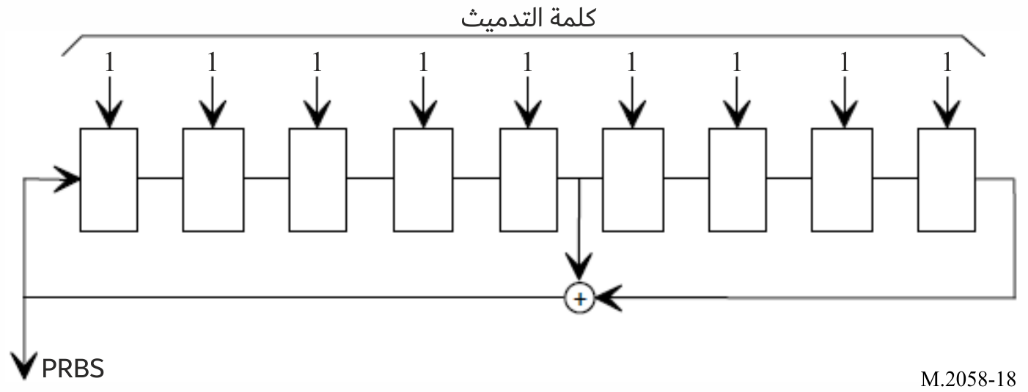 كلمة التدميث
1 1 1 1 1 1 1 1 1
+
PRBS
M.2058-18